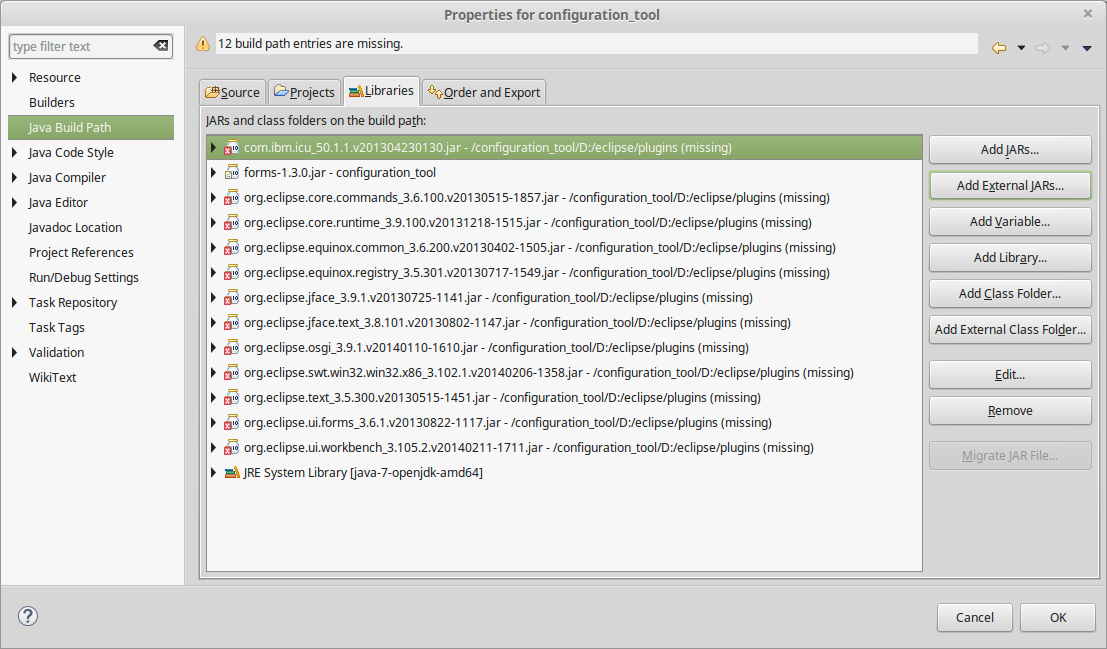 Properties for configuration_tool
type filter text
Resource
Builders
Java Build Path
Java Code Style
Java Compiler
Java Editor
Javadoc Location
Project References
Run/Debug Settings
Task Repository
Task Tags
Validation
WikiText
12 build path entries are missing.
Source
Projects
Libraries
Order and Export
JARs and class folders on the build path:
com.ibm.icu_50.1.1.v201304230130.jar - /configuration_tool/D:/eclipse/plugins (missing)
forms-1.3.0.jar - configuration_tool
org.eclipse.core.commands_3.6.100.v20130515-1857.jar - /configuration_tool/D:/eclipse/plugins (missing)
org.eclipse.core.runtime_3.9.100.v20131218-1515.jar - /configuration_tool/D:/eclipse/plugins (missing)
org.eclipse.equinox.common_3.6.200.v20130402-1505.jar - /configuration_tool/D:/eclipse/plugins (missing)
org.eclipse.equinox.registry_3.5.301.v20130717-1549.jar - /configuration_tool/D:/eclipse/plugins (missing)
org.eclipse.jface_3.9.1.v20130725-1141.jar - /configuration_tool/D:/eclipse/plugins (missing)
org.eclipse.jface.text_3.8.101.v20130802-1147.jar - /configuration_tool/D:/eclipse/plugins (missing)
org.eclipse.osgi_3.9.1.v20140110-1610.jar - /configuration_tool/D:/eclipse/plugins (missing)
org.eclipse.swt.win32.win32.x86_3.102.1.v20140206-1358.jar - /configuration_tool/D:/eclipse/plugins (missing)
org.eclipse.text_3.5.300.v20130515-1451.jar - /configuration_tool/D:/eclipse/plugins (missing)
org.eclipse.ui.forms_3.6.1.v20130822-1117.jar - /configuration_tool/D:/eclipse/plugins (missing)
org.eclipse.ui.workbench_3.105.2.v20140211-1711.jar - /configuration_tool/D:/eclipse/plugins (missing)
JRE System Library [java-7-openjdk-amd64]
Add JARs...
Add External JARs...
Add Variable...
Add Library...
Add Class Folder...
Add External Class Folder...
Edit...
Remove
Migrate JAR File...
Cancel
OK